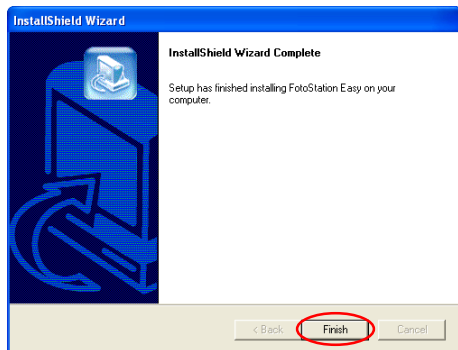 InstallShield Wizard
InstallShield Wizard Complete
Setup has finished installing FotoStation Easy on your
computer.
< Back
Finish
Cancel